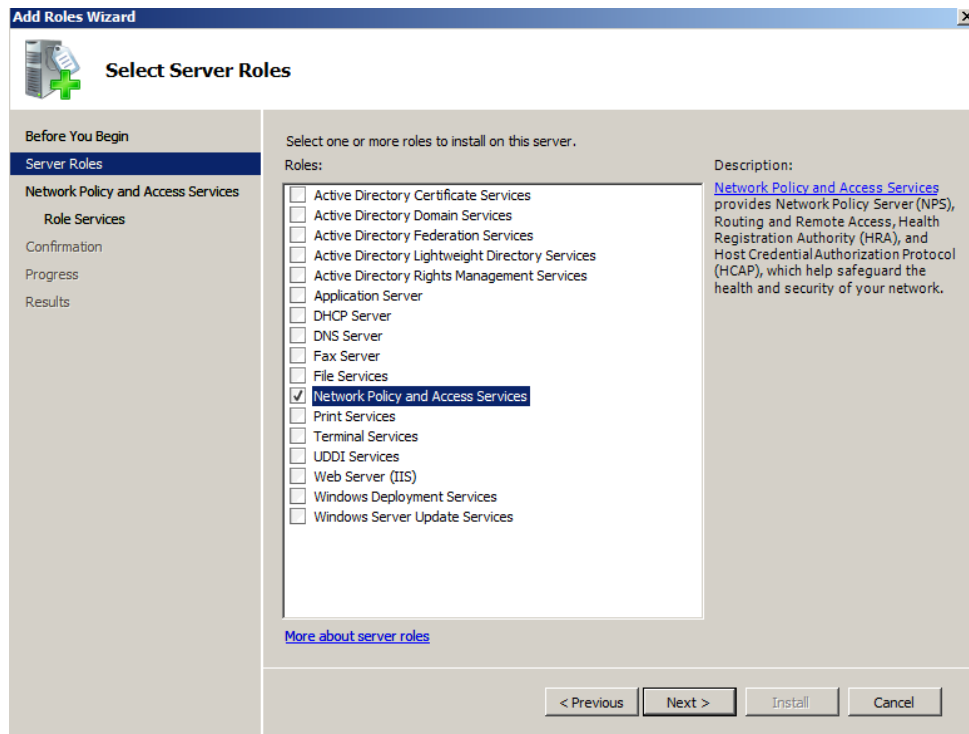 Add Roles Wizard
Select Server Roles
Before You Begin
Server Roles
Network Policy and Access Services
Role Services
Confirmation
Progress
Results
Select one or more roles to install on this server.
Roles:
Active Directory Certificate Services
Active Directory Domain Services
Active Directory Federation Services
Active Directory Lightweight Directory Services
Active Directory Rights Management Services
Application Server
DHCP Server
DNS Server
Fax Server
File Services
Network Policy and Access Services
Print Services
Terminal Services
UDDI Services
Web Server (IIS)
Windows Deployment Services
Windows Server Update Services
More about server roles
Description:
Network Policy and Access Services
provides Network Policy Server (NPS),
Routing and Remote Access, Health
Registration Authority (HRA), and
Host Credential Authorization Protocol
(HCAP), which help safeguard the
health and security of your network.
< Previous
Next >
Install
Cancel